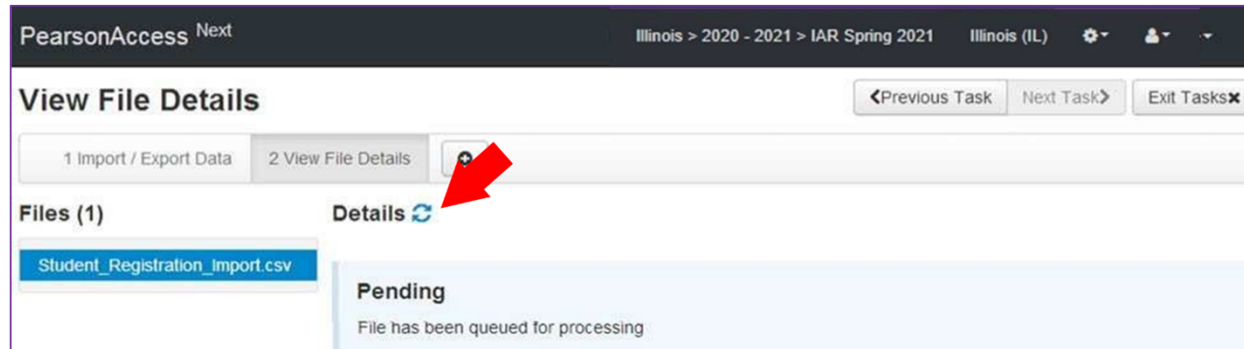 PearsonAccess Next
Illinois > 2020 - 2021 > IAR Spring 2021 Illinois (IL)
View File Details
Previous Task Next Task Exit Tasks
1 Import / Export Data 2 View File Details
Files (1)
Details
Student_Registration_Import.csv
Pending
File has been queued for processing